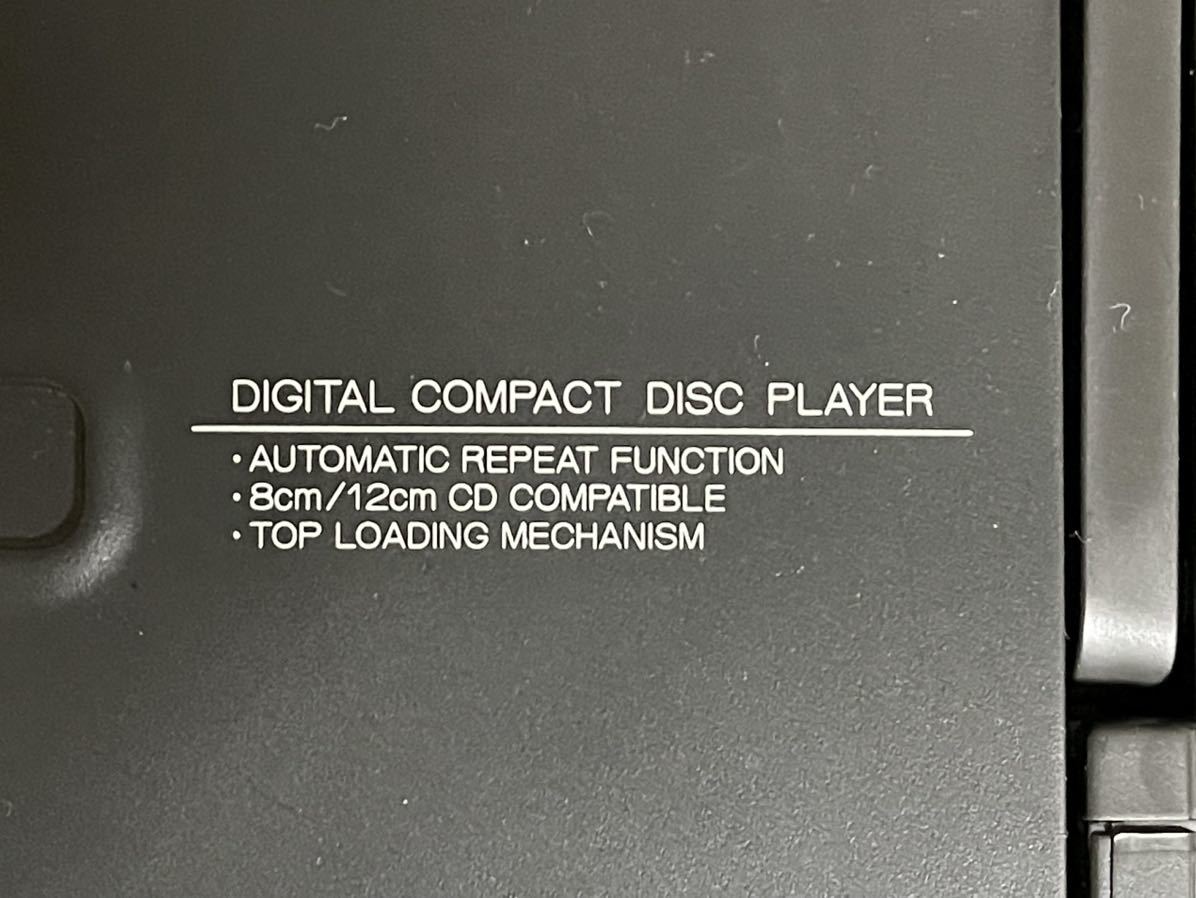 DIGITAL COMPACT DISC PLAYER
• AUTOMATIC REPEAT FUNCTION
• 8cm/12cm CD COMPATIBLE
• TOP LOADING MECHANISM